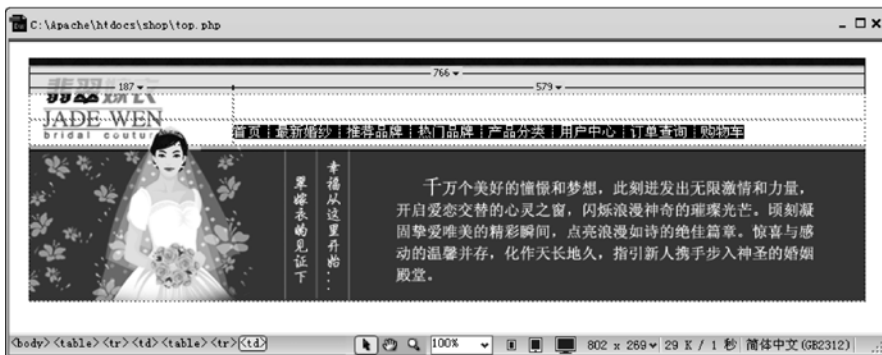 C:\Apache\htdocs\shop\top.php
766
187
579
JADE WEN
bridal couture
首页┆最新婚纱┆推荐品牌┆热门品牌┆产品分类┆用户中心┆订单查询┆购物车
幸福从这里开始...
翠嫁衣的见证下
千万个美好的憧憬和梦想，此刻迸发出无限激情和力量，
开启爱恋交替的心灵之窗，闪烁浪漫神奇的璀璨光芒。顷刻凝
固挚爱唯美的精彩瞬间，点亮浪漫如诗的绝佳篇章。惊喜与感
动的温馨并存，化作天长地久，指引新人携手步入神圣的婚姻
殿堂。
<body> <table> <tr> <td> <table> <tr> <td>
100%
802 x 269 29 K / 1 秒 简体中文(GB2312)